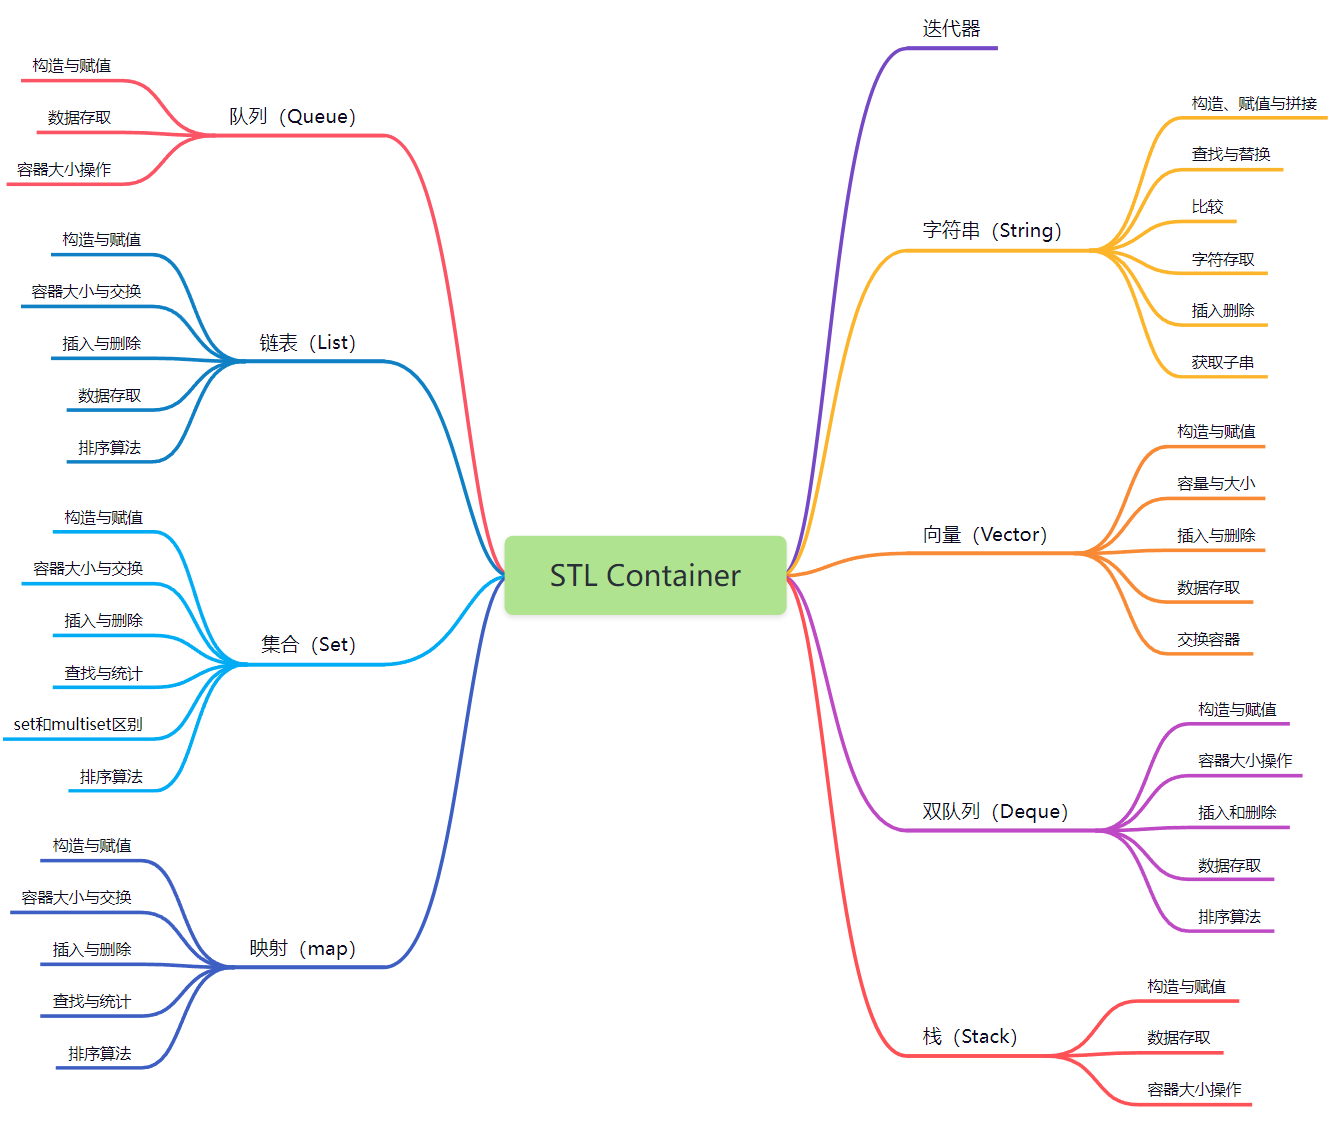 STL Container
迭代器
字符串（String）
构造、赋值与拼接
查找与替换
比较
字符存取
插入删除
获取子串
向量（Vector）
构造与赋值
容量与大小
插入与删除
数据存取
交换容器
双队列（Deque）
构造与赋值
容器大小操作
插入和删除
数据存取
排序算法
栈（Stack）
构造与赋值
数据存取
容器大小操作
队列（Queue）
构造与赋值
数据存取
容器大小操作
链表（List）
构造与赋值
容器大小与交换
插入与删除
数据存取
排序算法
集合（Set）
构造与赋值
容器大小与交换
插入与删除
查找与统计
set和multiset区别
排序算法
映射（map）
构造与赋值
容器大小与交换
插入与删除
查找与统计
排序算法